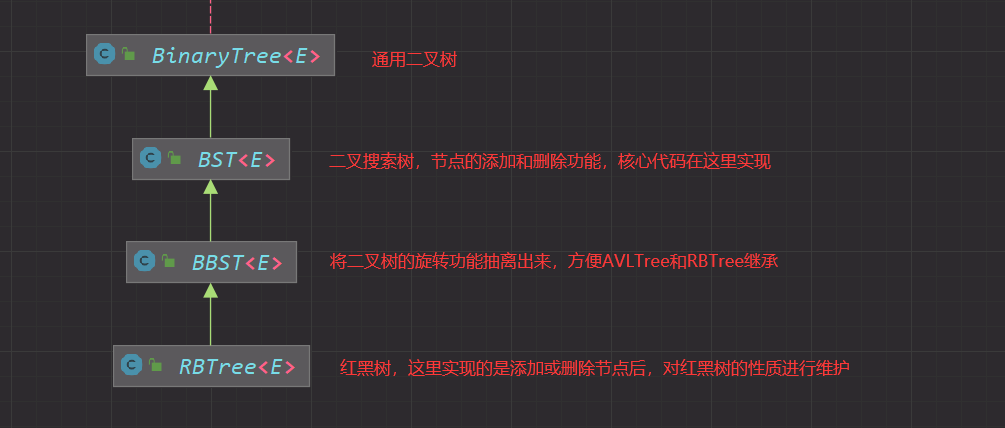 BinaryTree<E> 通用二叉树
BST<E> 二叉搜索树，节点的添加和删除功能，核心代码在这里实现
BBST<E> 将二叉树的旋转功能抽离出来，方便AVLTree和RBTree继承
RBTree<E> 红黑树，这里实现的是添加或删除节点后，对红黑树的性质进行维护